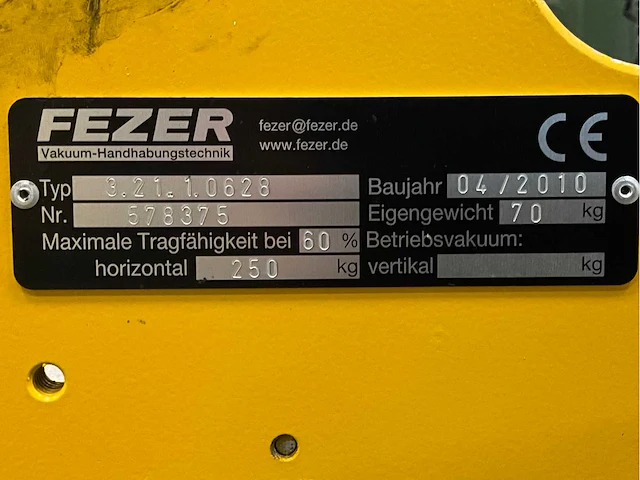 FEZER
Vakuum-Handhabungstechnik
fezer@fezer.de
www.fezer.de
CE
Typ 3.21.1.0628 Baujahr 04/2010
Nr. 578375 Eigengewicht 70 kg
Maximale Tragfähigkeit bei 60 % Betriebsvakuum:
horizontal 250 kg vertikal kg